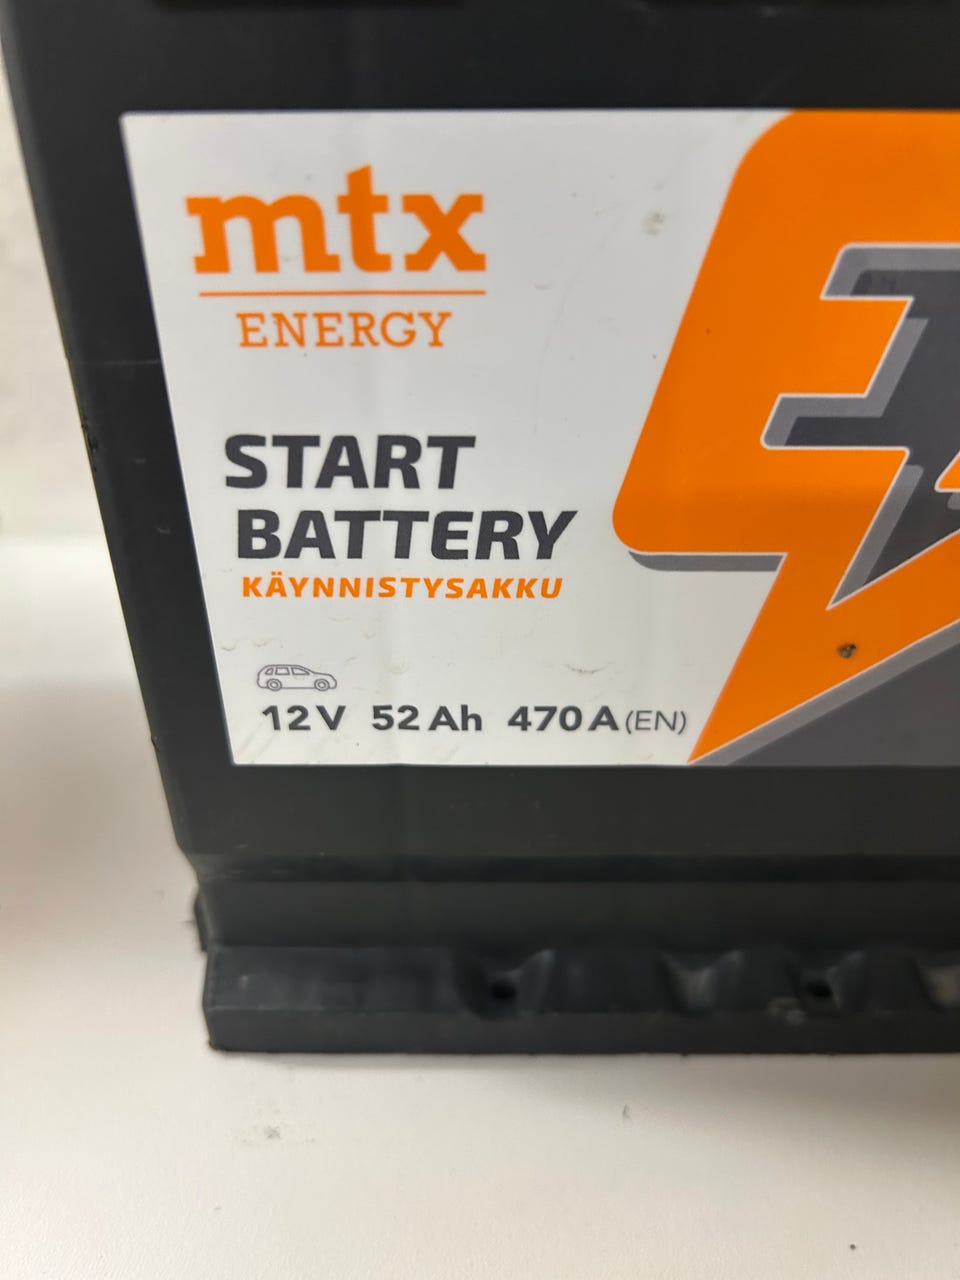 mtx
ENERGY
START
BATTERY
KÄYNNISTYSAKKU
12V 52Ah 470A (EN)